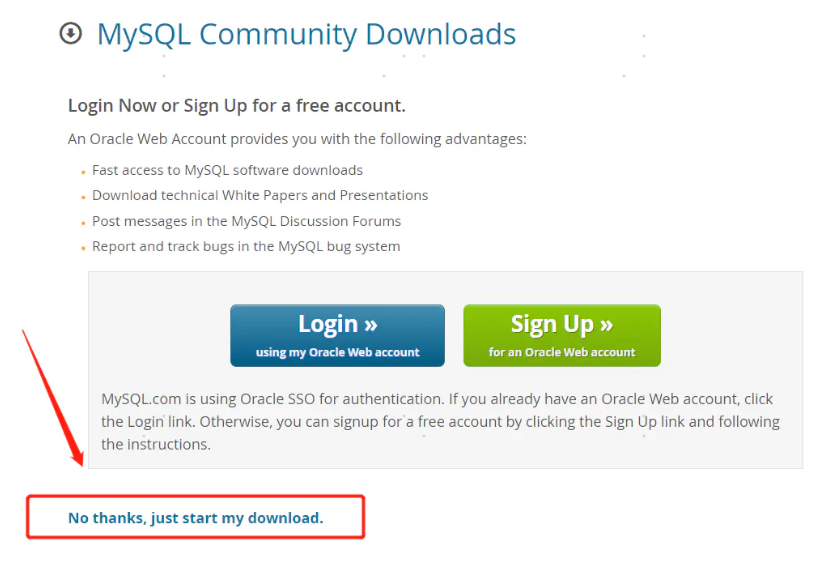 MySQL Community Downloads
Login Now or Sign Up for a free account.
An Oracle Web Account provides you with the following advantages:
Fast access to MySQL software downloads
Download technical White Papers and Presentations
Post messages in the MySQL Discussion Forums
Report and track bugs in the MySQL bug system
Login »
using my Oracle Web account
Sign Up »
for an Oracle Web account
MySQL.com is using Oracle SSO for authentication. If you already have an Oracle Web account, click
the Login link. Otherwise, you can signup for a free account by clicking the Sign Up link and following
the instructions.
No thanks, just start my download.